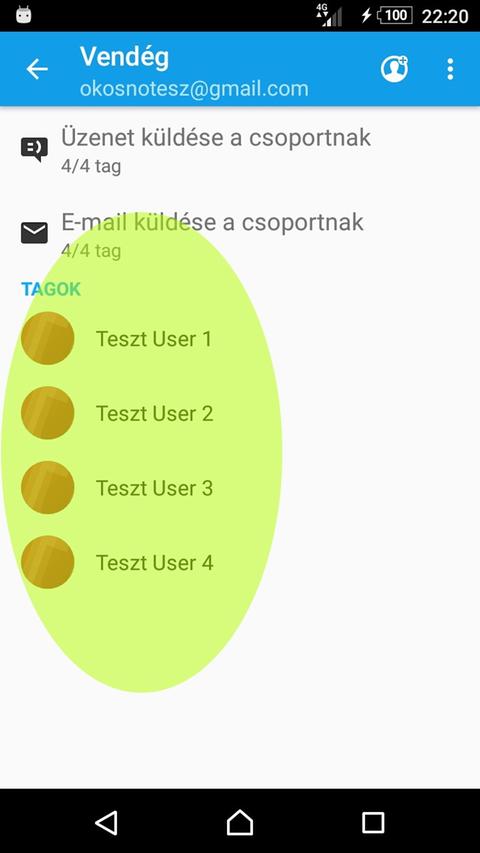 4G
100
22:20
Vendég
okosnotesz@gmail.com
Üzenet küldése a csoportnak
4/4 tag
E-mail küldése a csoportnak
4/4 tag
TAGOK
Teszt User 1
Teszt User 2
Teszt User 3
Teszt User 4